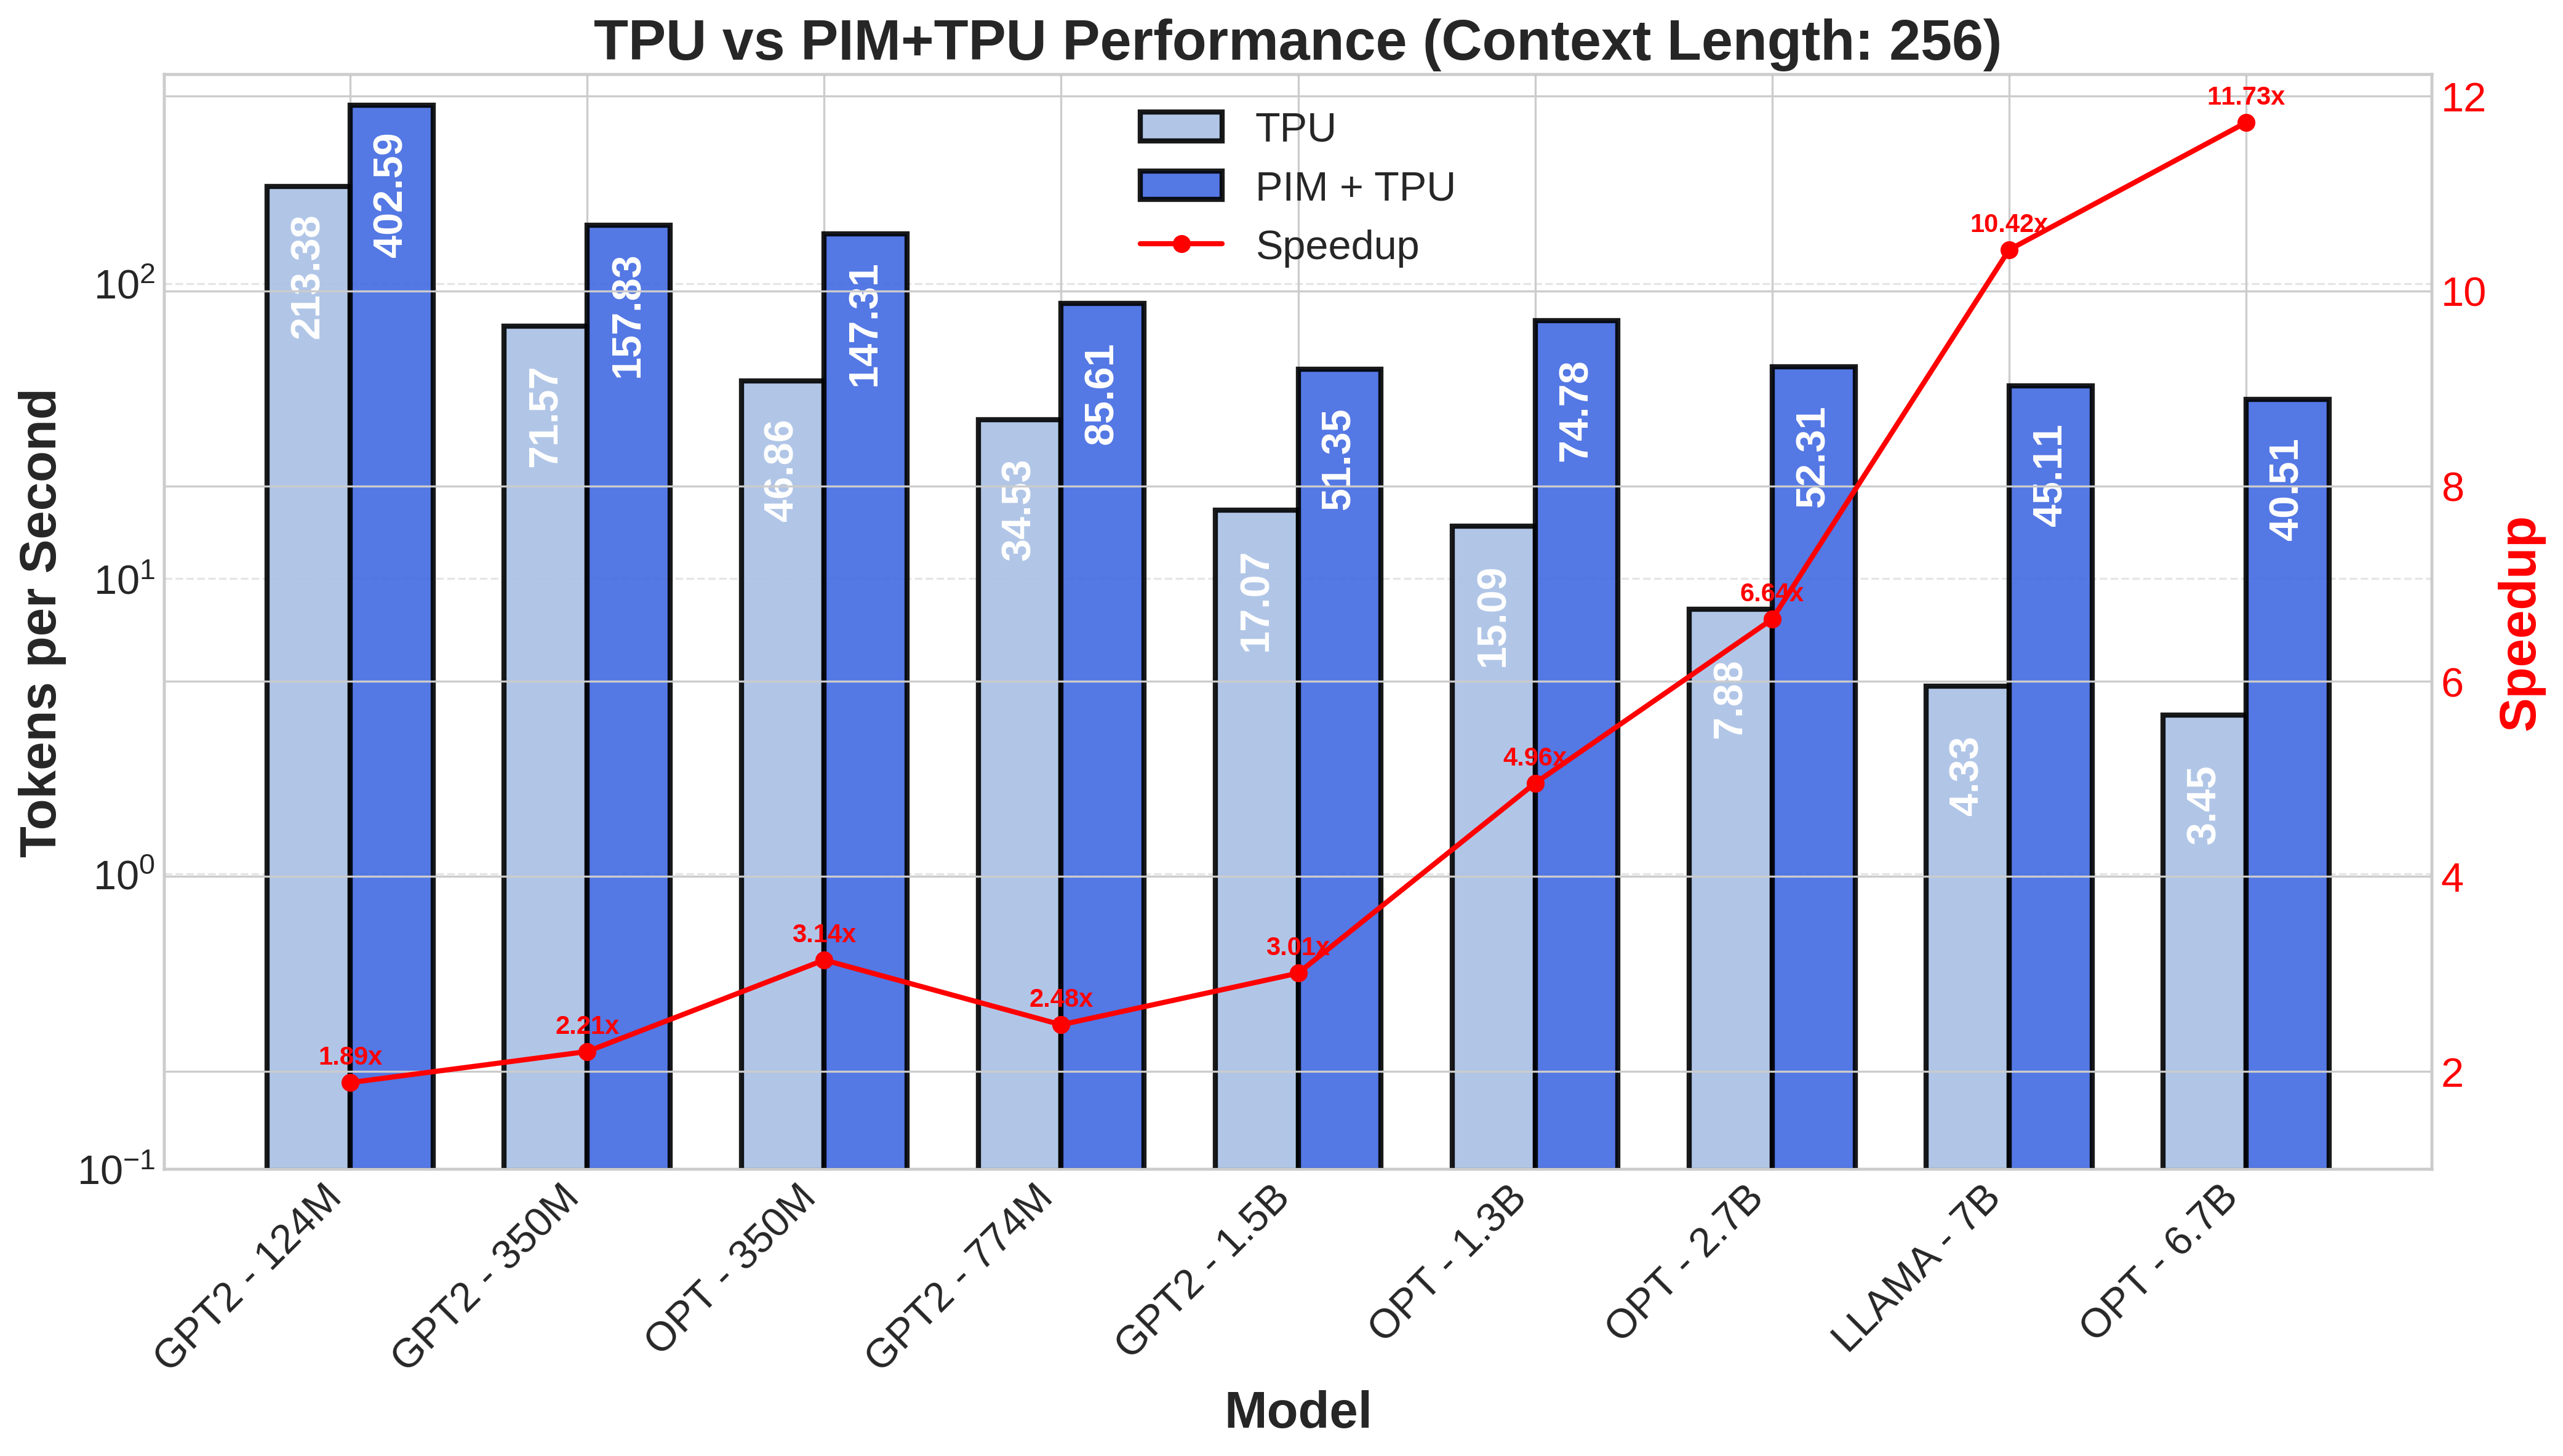 TPU vs PIM+TPU Performance (Context Length: 256)
TPU
PIM + TPU
Speedup
Tokens per Second
10²
10¹
10⁰
10⁻¹
12
10
8
6
4
2
Speedup
213.38
402.59
71.57
157.83
46.86
147.31
34.53
85.61
17.07
51.35
15.09
74.78
7.88
52.31
4.33
45.11
3.45
40.51
1.89x
2.21x
3.14x
2.48x
3.01x
4.96x
6.64x
10.42x
11.73x
GPT2 - 124M
GPT2 - 350M
OPT - 350M
GPT2 - 774M
GPT2 - 1.5B
OPT - 1.3B
OPT - 2.7B
LLAMA - 7B
OPT - 6.7B
Model